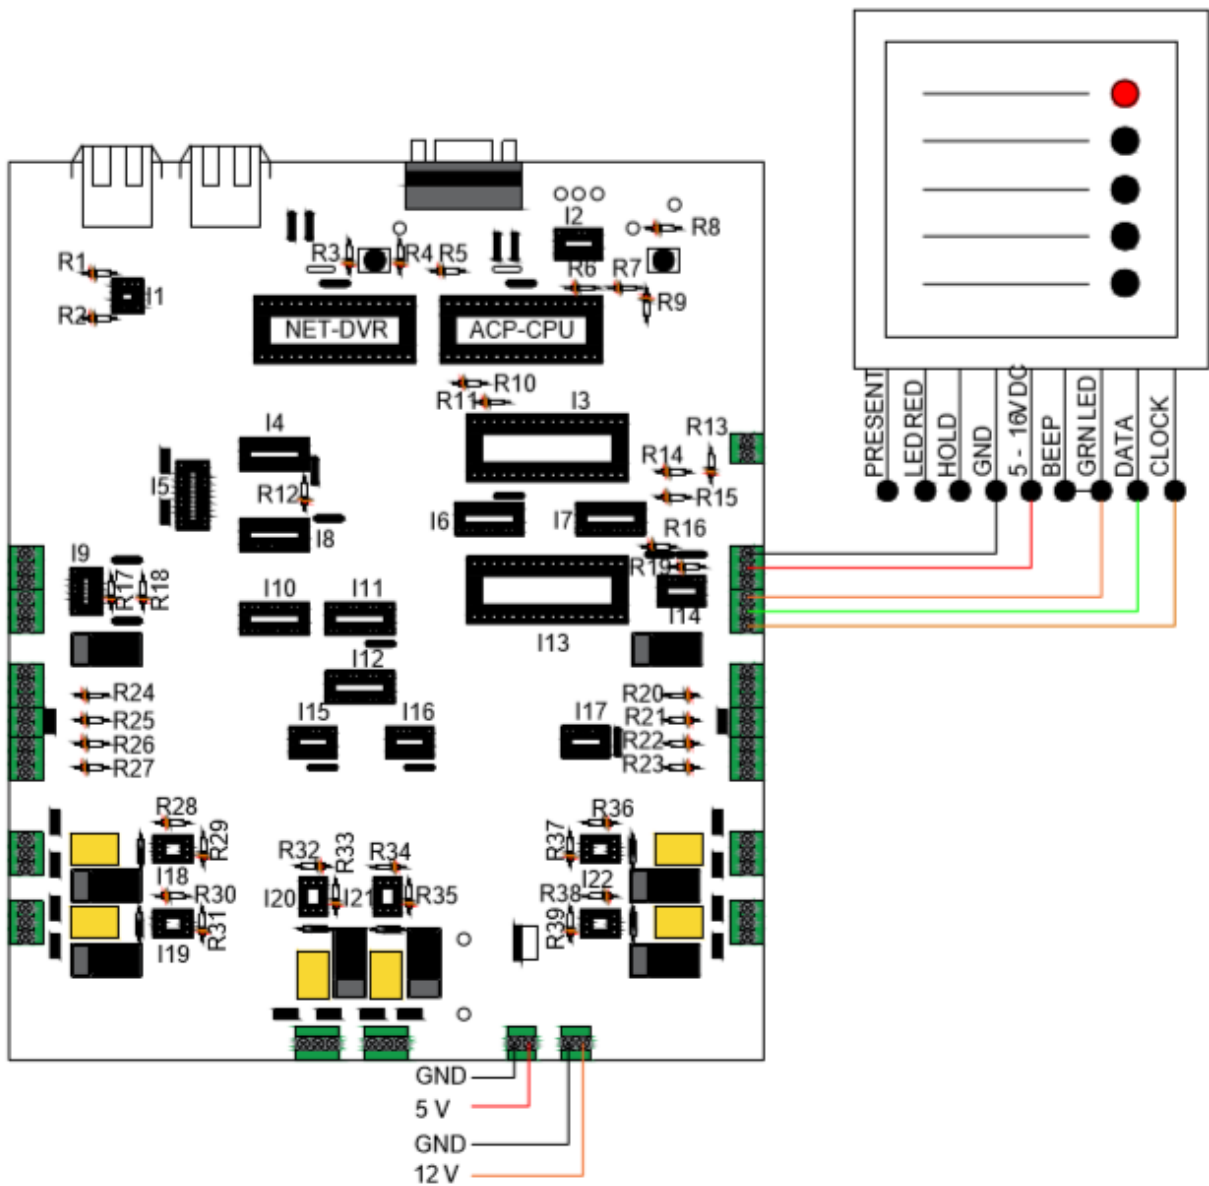 I2
R8
R3
R4
R5
R1
R6
R7
I1
R9
R2
NET-DVR
ACP-CPU
R10
R11
I3
I4
R13
R14
I5
R12
R15
I6
I7
R16
I8
R19
I9
R17
R18
I10
I11
I14
I13
I12
R24
R20
R25
I15
I16
I17
R21
R26
R22
R27
R23
R28
R36
R29
R37
R32
R33
R34
I18
I22
R30
I20
I21
R35
R38
R31
R39
I19
PRESENT
LED RED
HOLD
GND
5 - 16V DC
BEEP
GRN LED
DATA
CLOCK
GND
5 V
GND
12 V